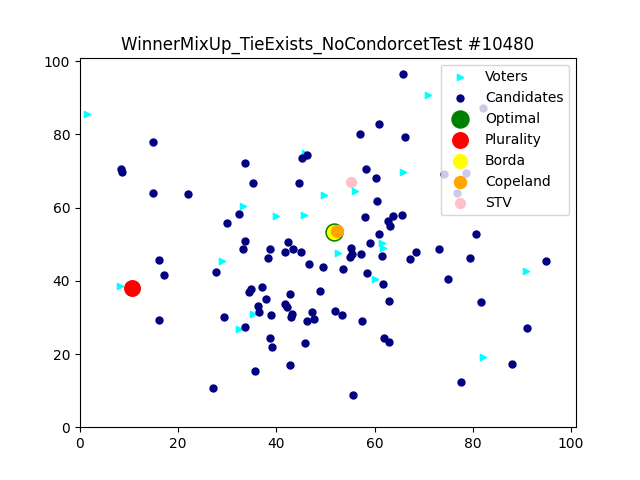 WinnerMixUp_TieExists_NoCondorcetTest #10480
100
80
60
40
20
0
0
20
40
60
80
100
Voters
Candidates
Optimal
Plurality
Borda
Copeland
STV